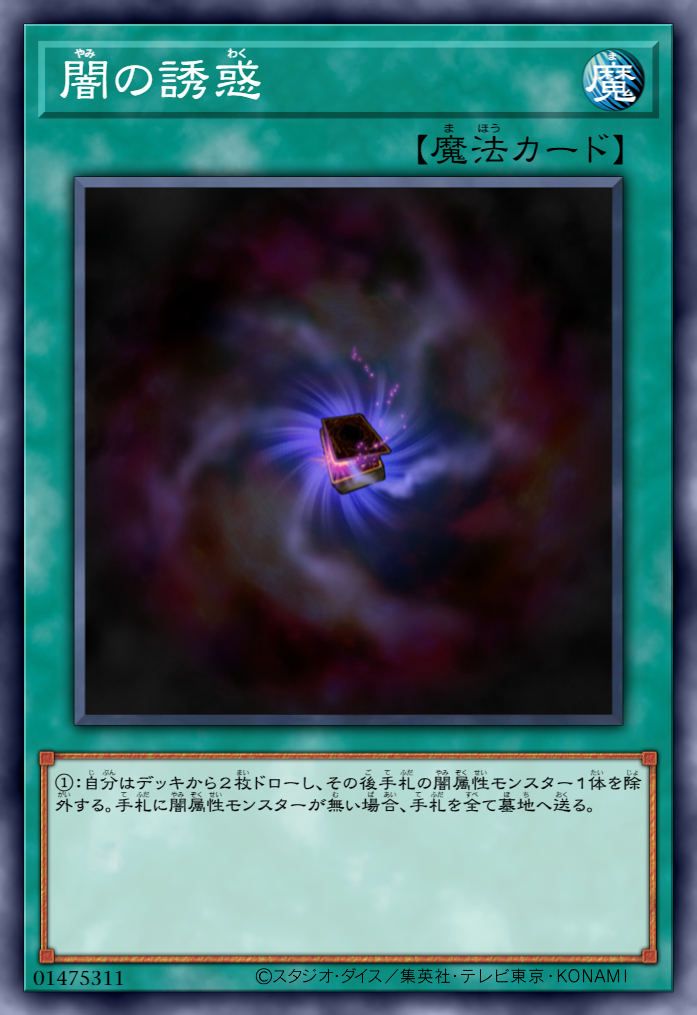 闇の誘惑
魔
【魔法カード】
①:自分はデッキから2枚ドローし、その後手札の闇属性モンスター1体を除
外する。手札に闇属性モンスターが無い場合、手札を全て墓地へ送る。
01475311 ©スタジオ・ダイス/集英社・テレビ東京・KONAMI